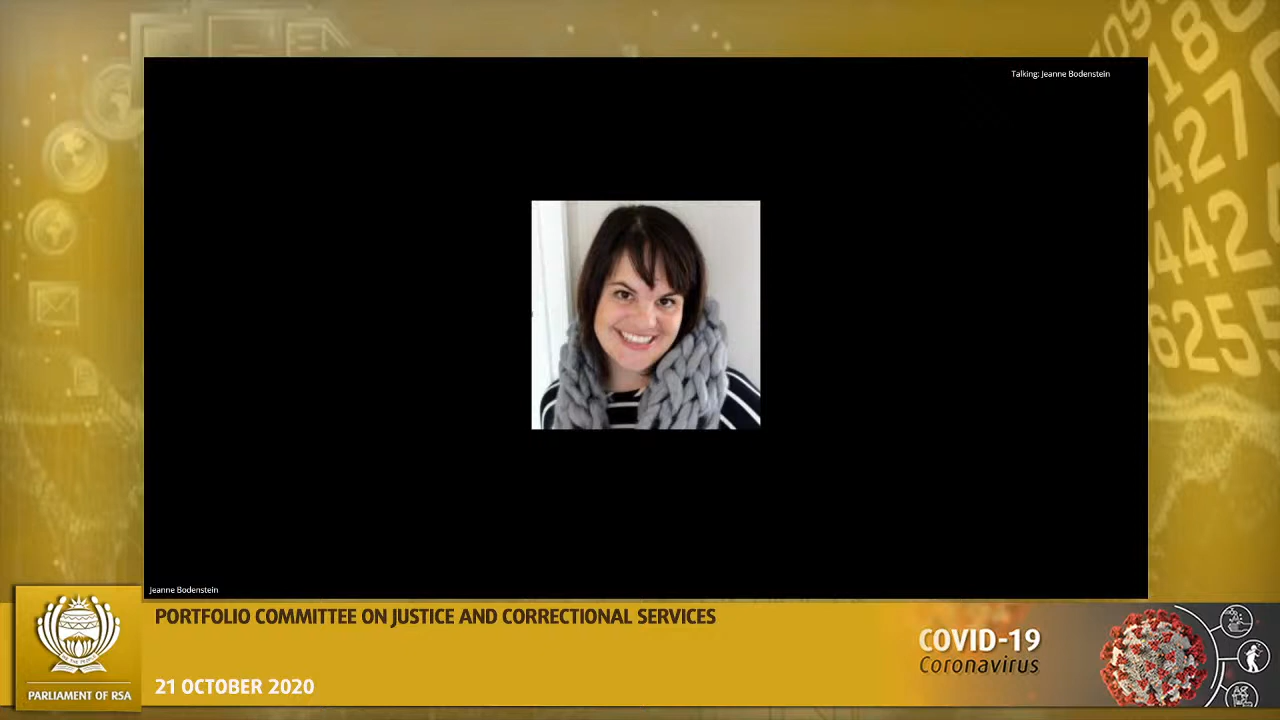 Talking: Jeanne Bodenstein
Jeanne Bodenstein
PORTFOLIO COMMITTEE ON JUSTICE AND CORRECTIONAL SERVICES
COVID-19
Coronavirus
PARLIAMENT OF RSA
21 OCTOBER 2020
6255